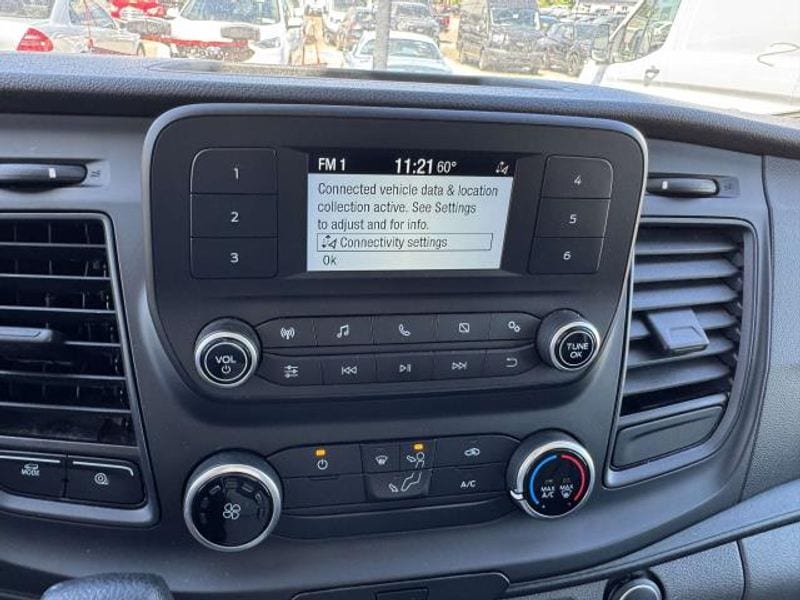 FM 1 11:21 60°
Connected vehicle data & location
collection active. See Settings
to adjust and for info.
Connectivity settings
Ok
1
2
3
4
5
6
VOL
TUNE
OK
MODE
A/C
MAX
A/C
MAX